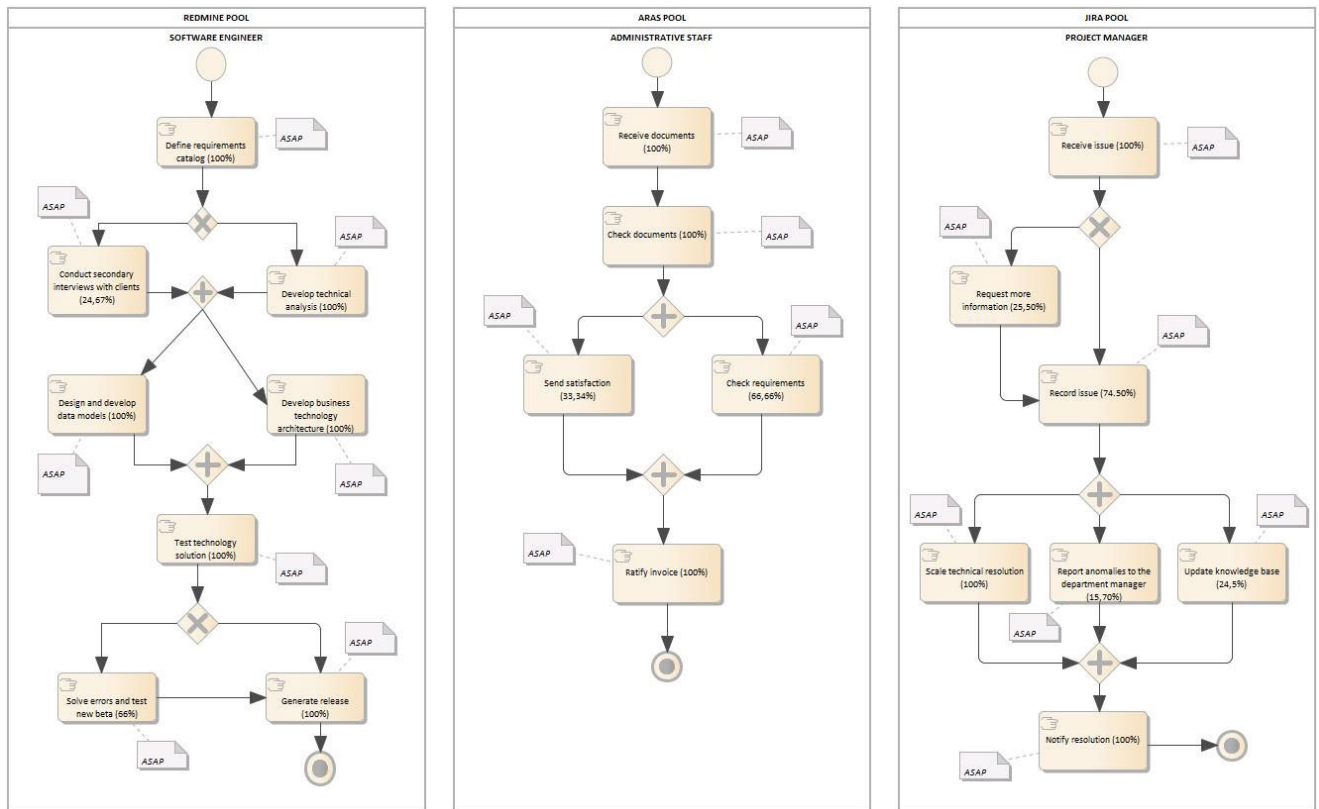 REDMINE POOL
SOFTWARE ENGINEER
Define requirements
catalog (100%)
ASAP
ASAP
ASAP
Conduct secondary
interviews with clients
(24,67%)
Develop technical
analysis (100%)
Design and develop
data models (100%)
Develop business
technology
architecture (100%)
ASAP
ASAP
Test technology
solution (100%)
ASAP
ASAP
Solve errors and test
new beta (66%)
Generate release
(100%)
ASAP
ARAS POOL
ADMINISTRATIVE STAFF
Receive documents
(100%)
ASAP
Check documents (100%)
ASAP
ASAP
ASAP
Send satisfaction
(33,34%)
Check requirements
(66,66%)
ASAP
Ratify invoice (100%)
JIRA POOL
PROJECT MANAGER
Receive issue (100%)
ASAP
ASAP
Request more
information (25,50%)
ASAP
Record issue (74.50%)
ASAP
ASAP
Scale technical resolution
(100%)
Report anomalies to the
department manager
(15,70%)
Update knowledge base
(24,5%)
ASAP
Notify resolution (100%)
ASAP